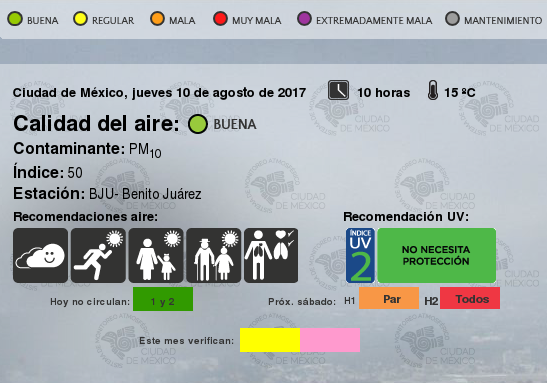 BUENA REGULAR MALA MUY MALA EXTREMADAMENTE MALA MANTENIMIENTO
Ciudad de México, jueves 10 de agosto de 2017 10 horas 15 ºC
Calidad del aire: BUENA
Contaminante: PM10
Índice: 50
Estación: BJU- Benito Juárez
Recomendaciones aire: Recomendación UV:
ÍNDICE
UV
2
NO NECESITA
PROTECCIÓN
Hoy no circulan: 1 y 2 Próx. sábado: H1 Par H2 Todos
Este mes verifican:
CIUDAD
DE MÉXICO